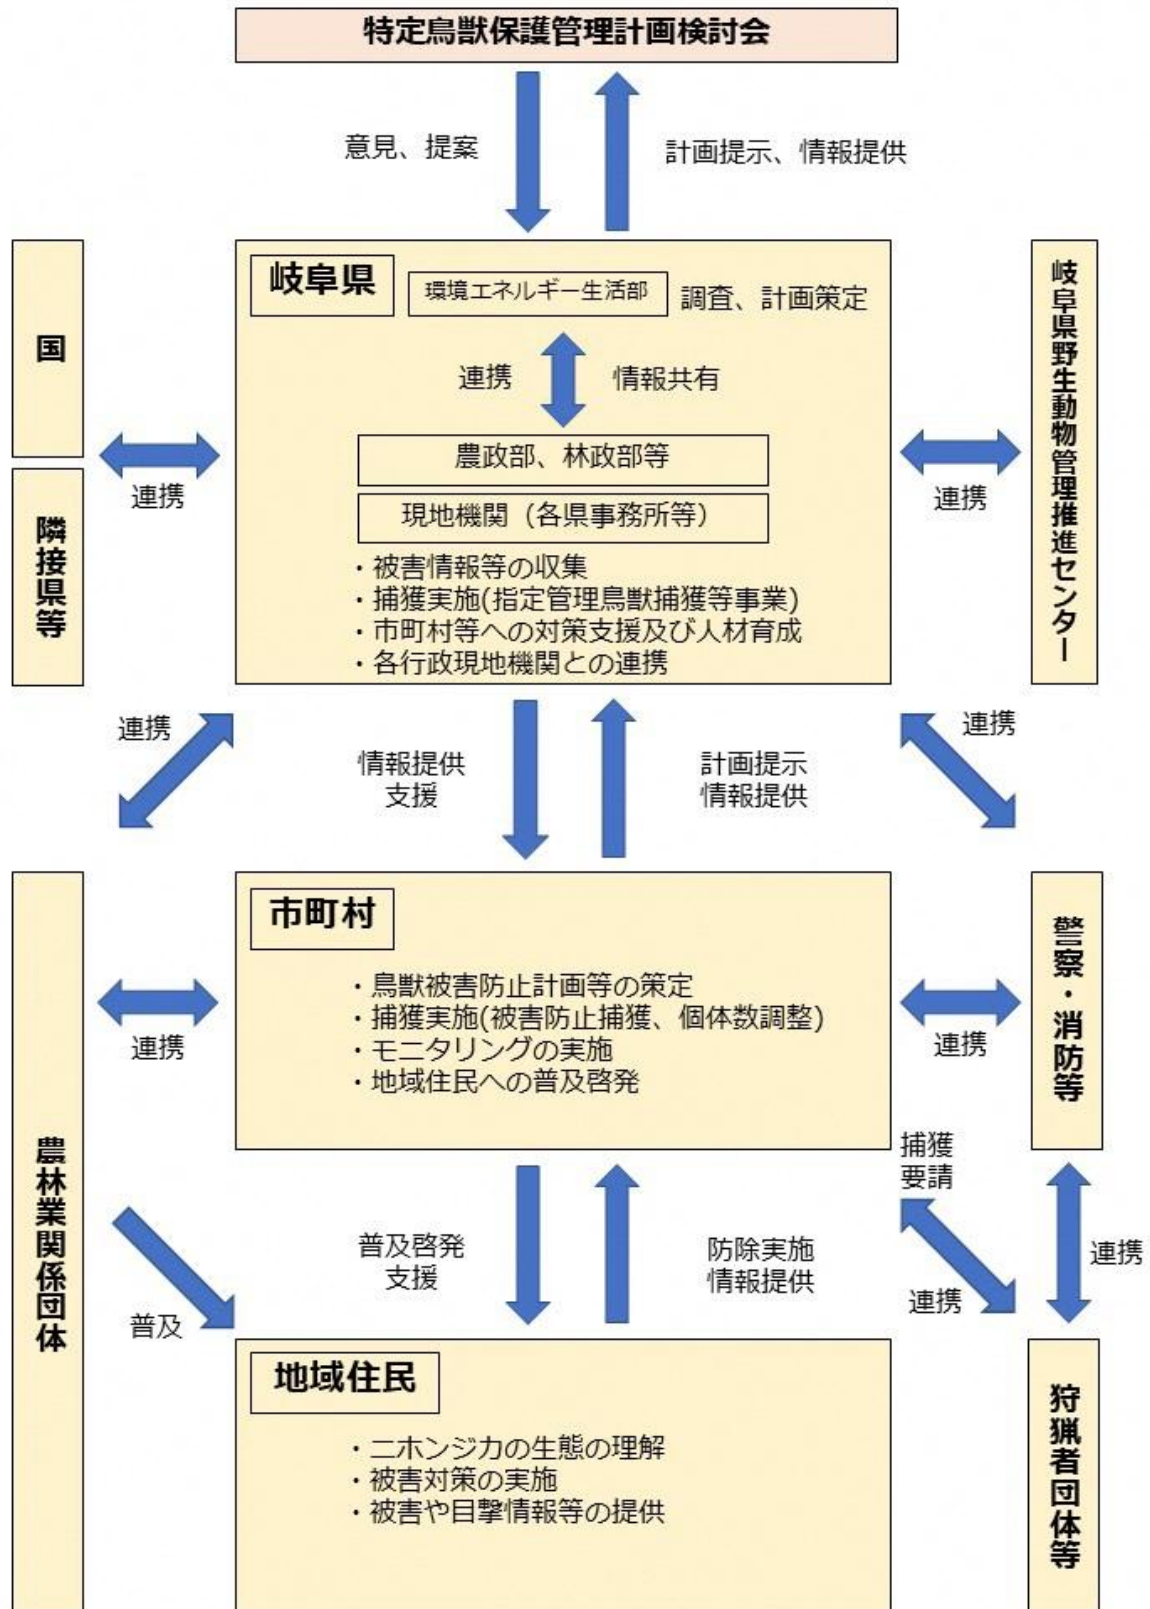 特定鳥獣保護管理計画検討会
意見、提案
計画提示、情報提供
国
隣接県等
連携
岐阜県
環境エネルギー生活部
調査、計画策定
連携
情報共有
農政部、林政部等
現地機関（各県事務所等）
・被害情報等の収集
・捕獲実施(指定管理鳥獣捕獲等事業)
・市町村等への対策支援及び人材育成
・各行政現地機関との連携
連携
岐阜県野生動物管理推進センター
連携
情報提供
支援
計画提示
情報提供
連携
農林業関係団体
連携
市町村
・鳥獣被害防止計画等の策定
・捕獲実施(被害防止捕獲、個体数調整)
・モニタリングの実施
・地域住民への普及啓発
連携
警察・消防等
普及
普及啓発
支援
防除実施
情報提供
捕獲
要請
連携
連携
地域住民
・ニホンジカの生態の理解
・被害対策の実施
・被害や目撃情報等の提供
狩猟者団体等